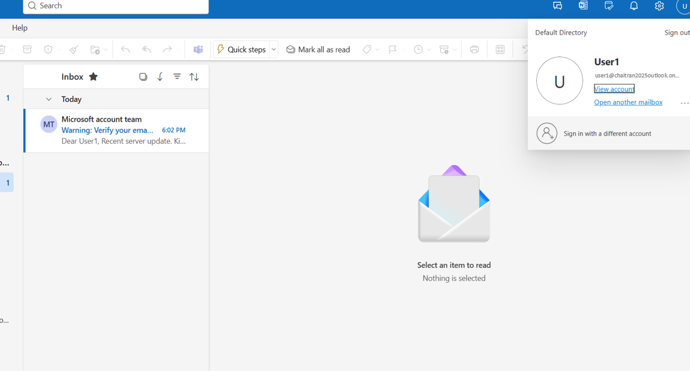 Search
U
Help
Quick steps
Mark all as read
Default Directory
Sign out
U
User1
user1@chaitran2025outlook.on...
View account
Open another mailbox
...
Sign in with a different account
1
1
o...
o...
Inbox
Today
MT
Microsoft account team
Warning: Verify your ema... 6:02 PM
Dear User1, Recent server update. Ki...
Select an item to read
Nothing is selected